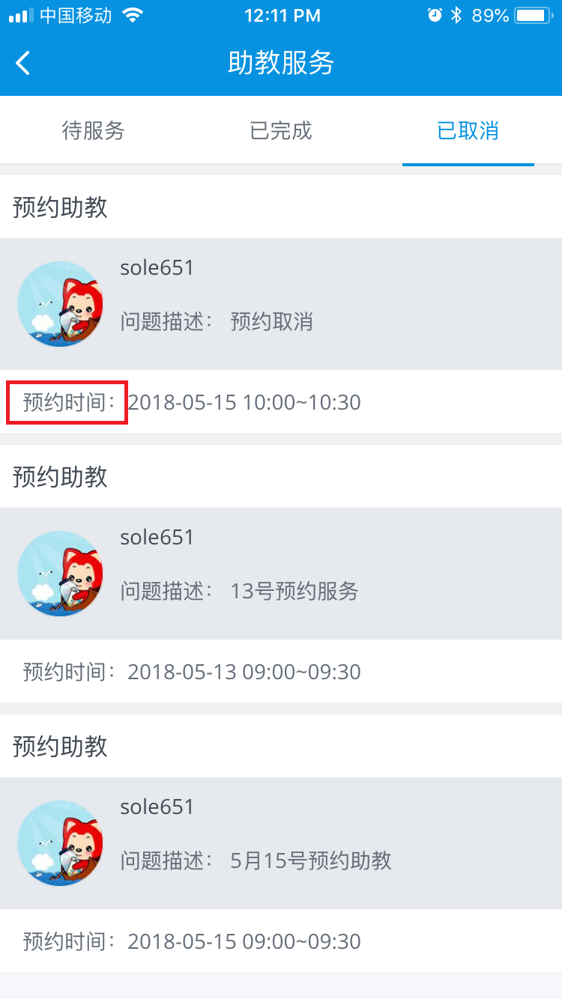 中国移动 12:11 PM 89%
助教服务
待服务 已完成 已取消
预约助教
sole651
问题描述： 预约取消
预约时间：2018-05-15 10:00~10:30
预约助教
sole651
问题描述： 13号预约服务
预约时间：2018-05-13 09:00~09:30
预约助教
sole651
问题描述： 5月15号预约助教
预约时间：2018-05-15 09:00~09:30